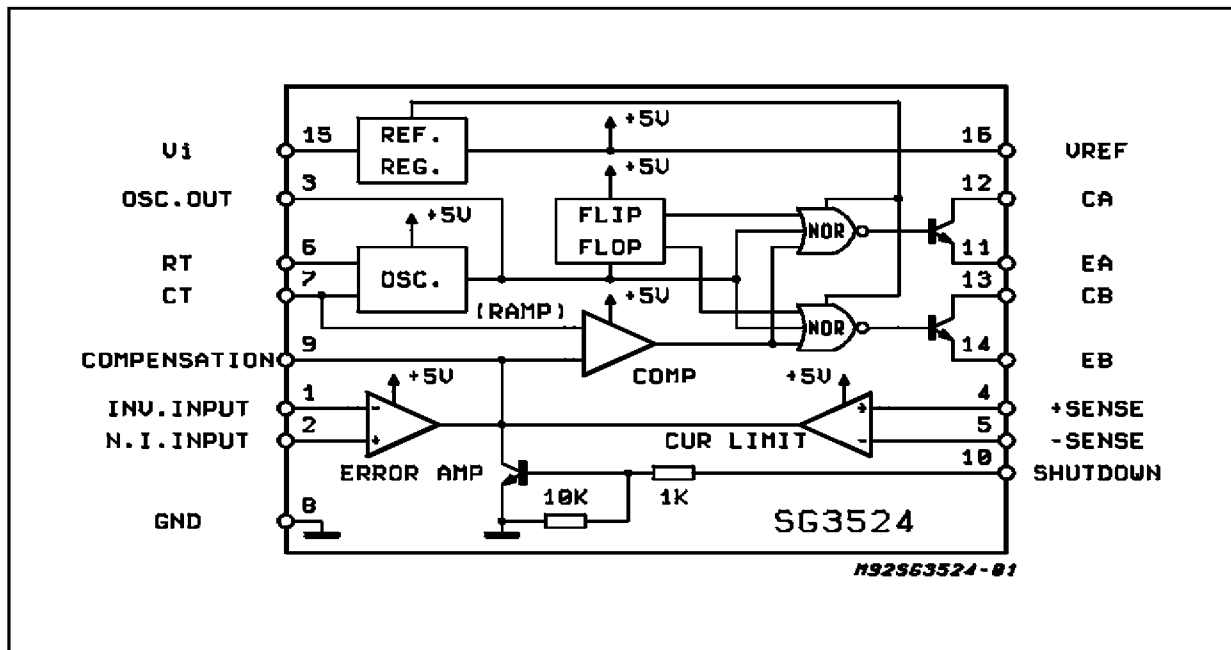 +5V
Vi 15 REF. REG. 16 VREF
+5V
OSC.OUT 3 12 CA
+5V FLIP FLOP NOR
RT 6 11 EA
CT 7 OSC. 13 CB
(RAMP) +5V NOR
COMPENSATION 9 14 EB
COMP
+5V +5V
INV.INPUT 1 - + 4 +SENSE
N.I.INPUT 2 + - 5 -SENSE
CUR LIMIT
ERROR AMP 10 SHUTDOWN
10K 1K
GND 8 SG3524
M92SG3524-01